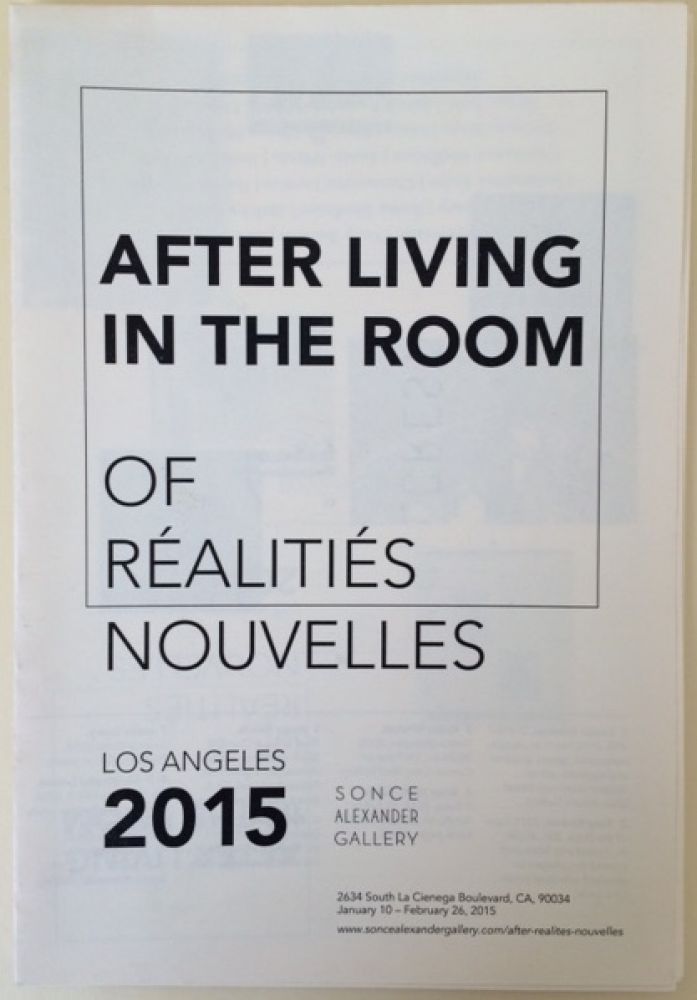 AFTER LIVING
IN THE ROOM
OF
RÉALITIÉS
NOUVELLES
LOS ANGELES
2015
SONCE
ALEXANDER
GALLERY
2634 South La Cienega Boulevard, CA, 90034
January 10 – February 26, 2015
www.soncealexandergallery.com/after-realites-nouvelles